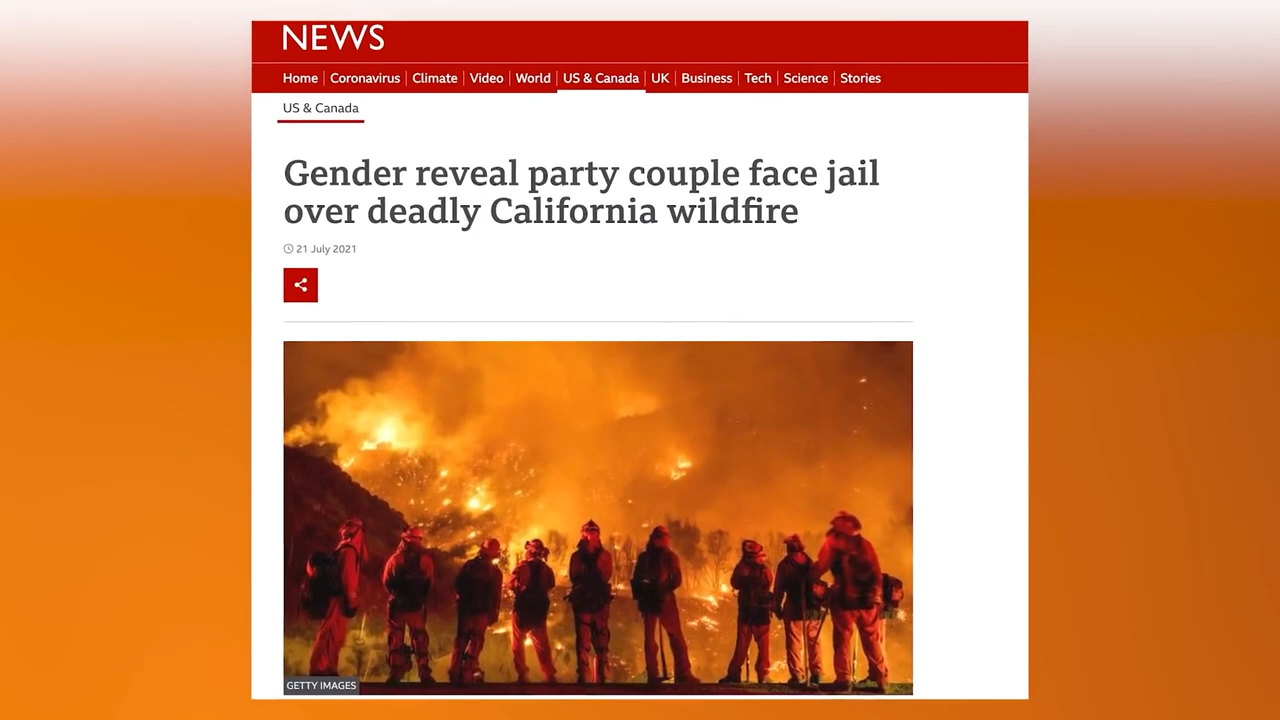 NEWS
Home Coronavirus Climate Video World US & Canada UK Business Tech Science Stories
US & Canada
Gender reveal party couple face jail
over deadly California wildfire
21 July 2021
GETTY IMAGES